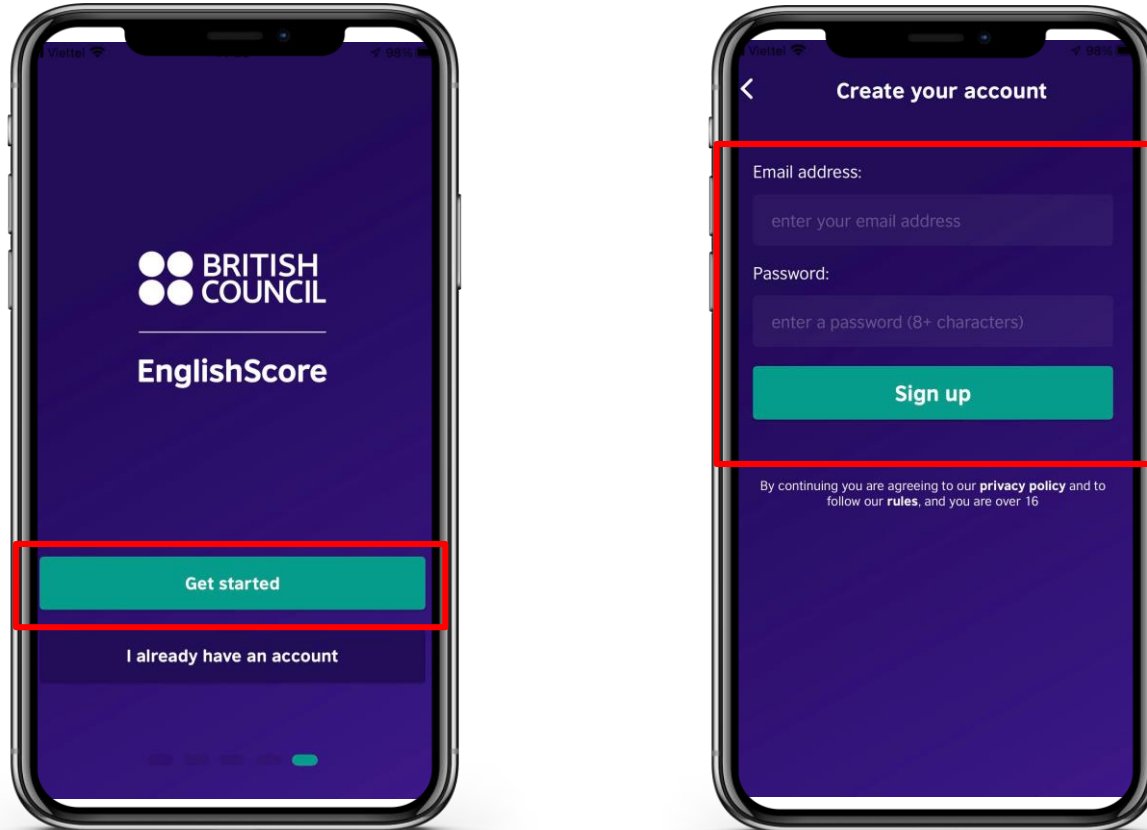 Viettel
98%
BRITISH
COUNCIL
EnglishScore
Get started
I already have an account
Viettel
98%
Create your account
Email address:
enter your email address
Password:
enter a password (8+ characters)
Sign up
By continuing you are agreeing to our privacy policy and to
follow our rules, and you are over 16